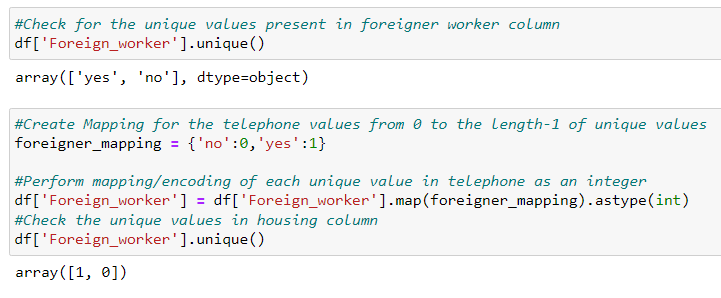 #Check for the unique values present in foreigner worker column
df['Foreign_worker'].unique()
array(['yes', 'no'], dtype=object)
#Create Mapping for the telephone values from 0 to the length-1 of unique values
foreigner_mapping = {'no':0,'yes':1}
#Perform mapping/encoding of each unique value in telephone as an integer
df['Foreign_worker'] = df['Foreign_worker'].map(foreigner_mapping).astype(int)
#Check the unique values in housing column
df['Foreign_worker'].unique()
array([1, 0])